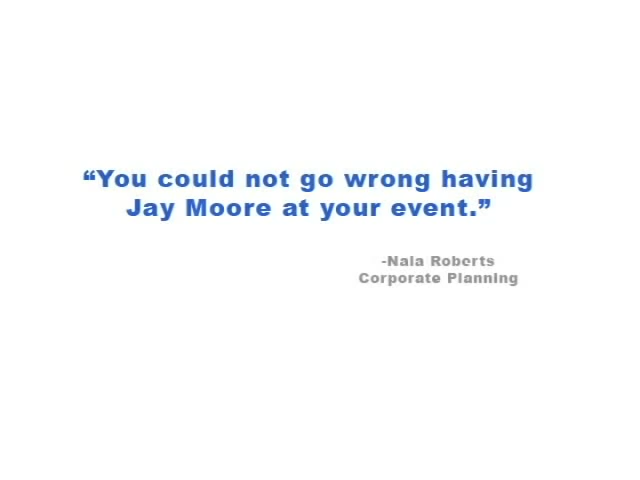 “You could not go wrong having
Jay Moore at your event.”
-Nala Roberts
Corporate Planning